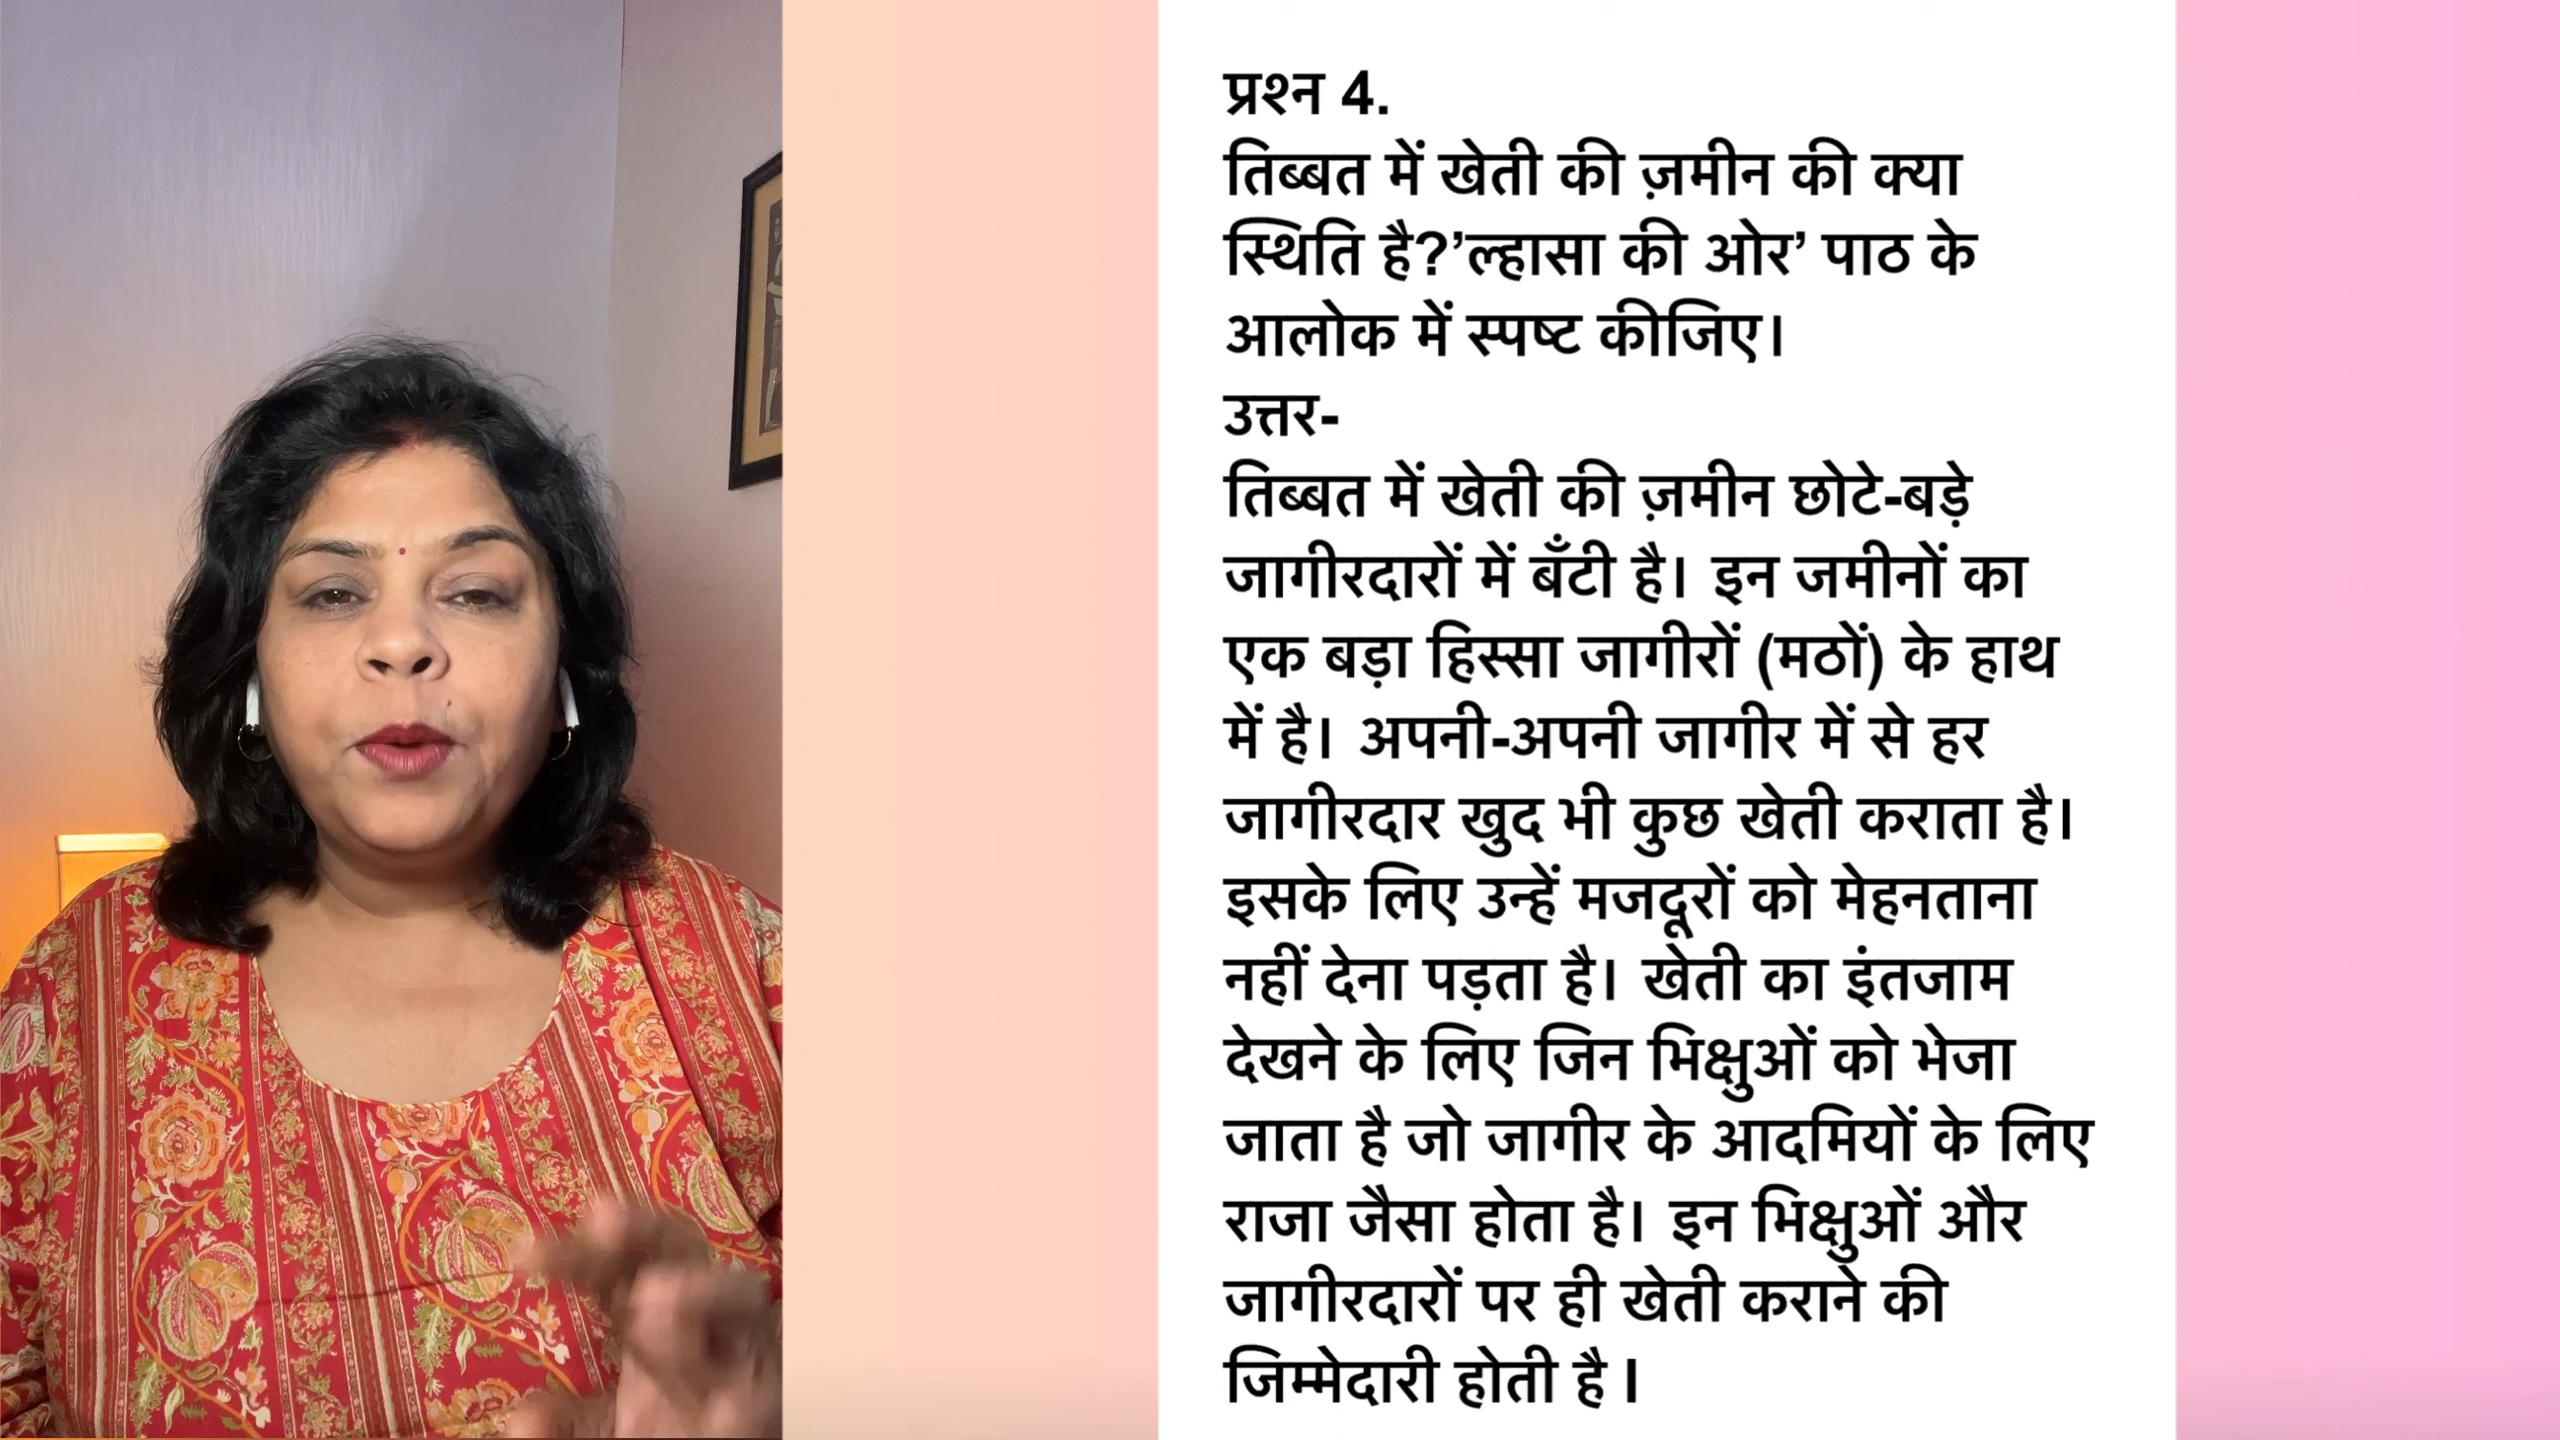 प्रश्न 4.
तिब्बत में खेती की ज़मीन की क्या
स्थिति है?’ल्हासा की ओर’ पाठ के
आलोक में स्पष्ट कीजिए।
उत्तर-
तिब्बत में खेती की ज़मीन छोटे-बड़े
जागीरदारों में बँटी है। इन जमीनों का
एक बड़ा हिस्सा जागीरों (मठों) के हाथ
में है। अपनी-अपनी जागीर में से हर
जागीरदार खुद भी कुछ खेती कराता है।
इसके लिए उन्हें मजदूरों को मेहनताना
नहीं देना पड़ता है। खेती का इंतजाम
देखने के लिए जिन भिक्षुओं को भेजा
जाता है जो जागीर के आदमियों के लिए
राजा जैसा होता है। इन भिक्षुओं और
जागीरदारों पर ही खेती कराने की
जिम्मेदारी होती है ।